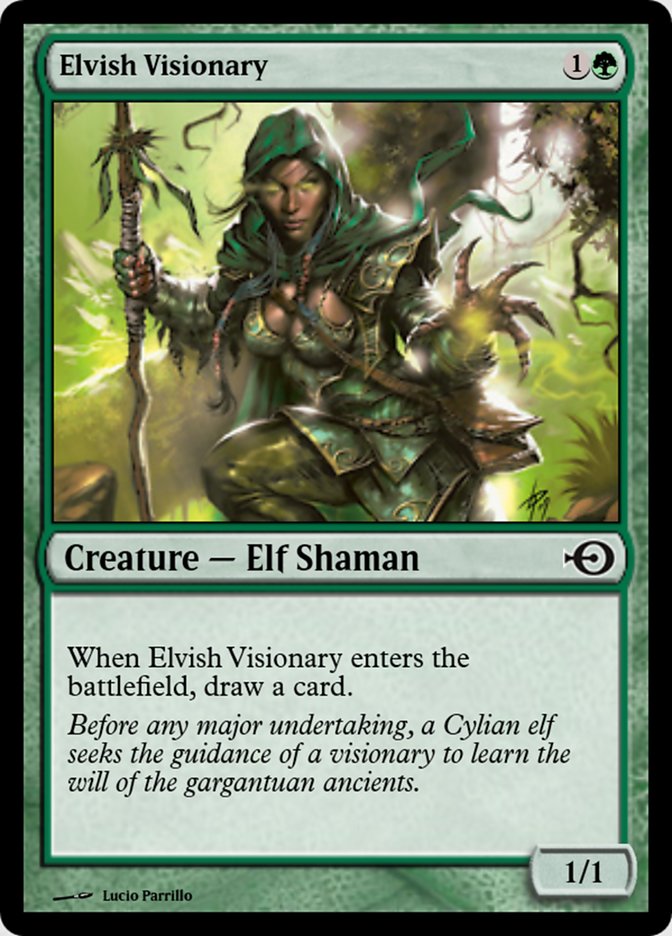 Elvish Visionary 1
Creature — Elf Shaman
When Elvish Visionary enters the
battlefield, draw a card.
Before any major undertaking, a Cylian elf
seeks the guidance of a visionary to learn the
will of the gargantuan ancients.
1/1
Lucio Parrillo